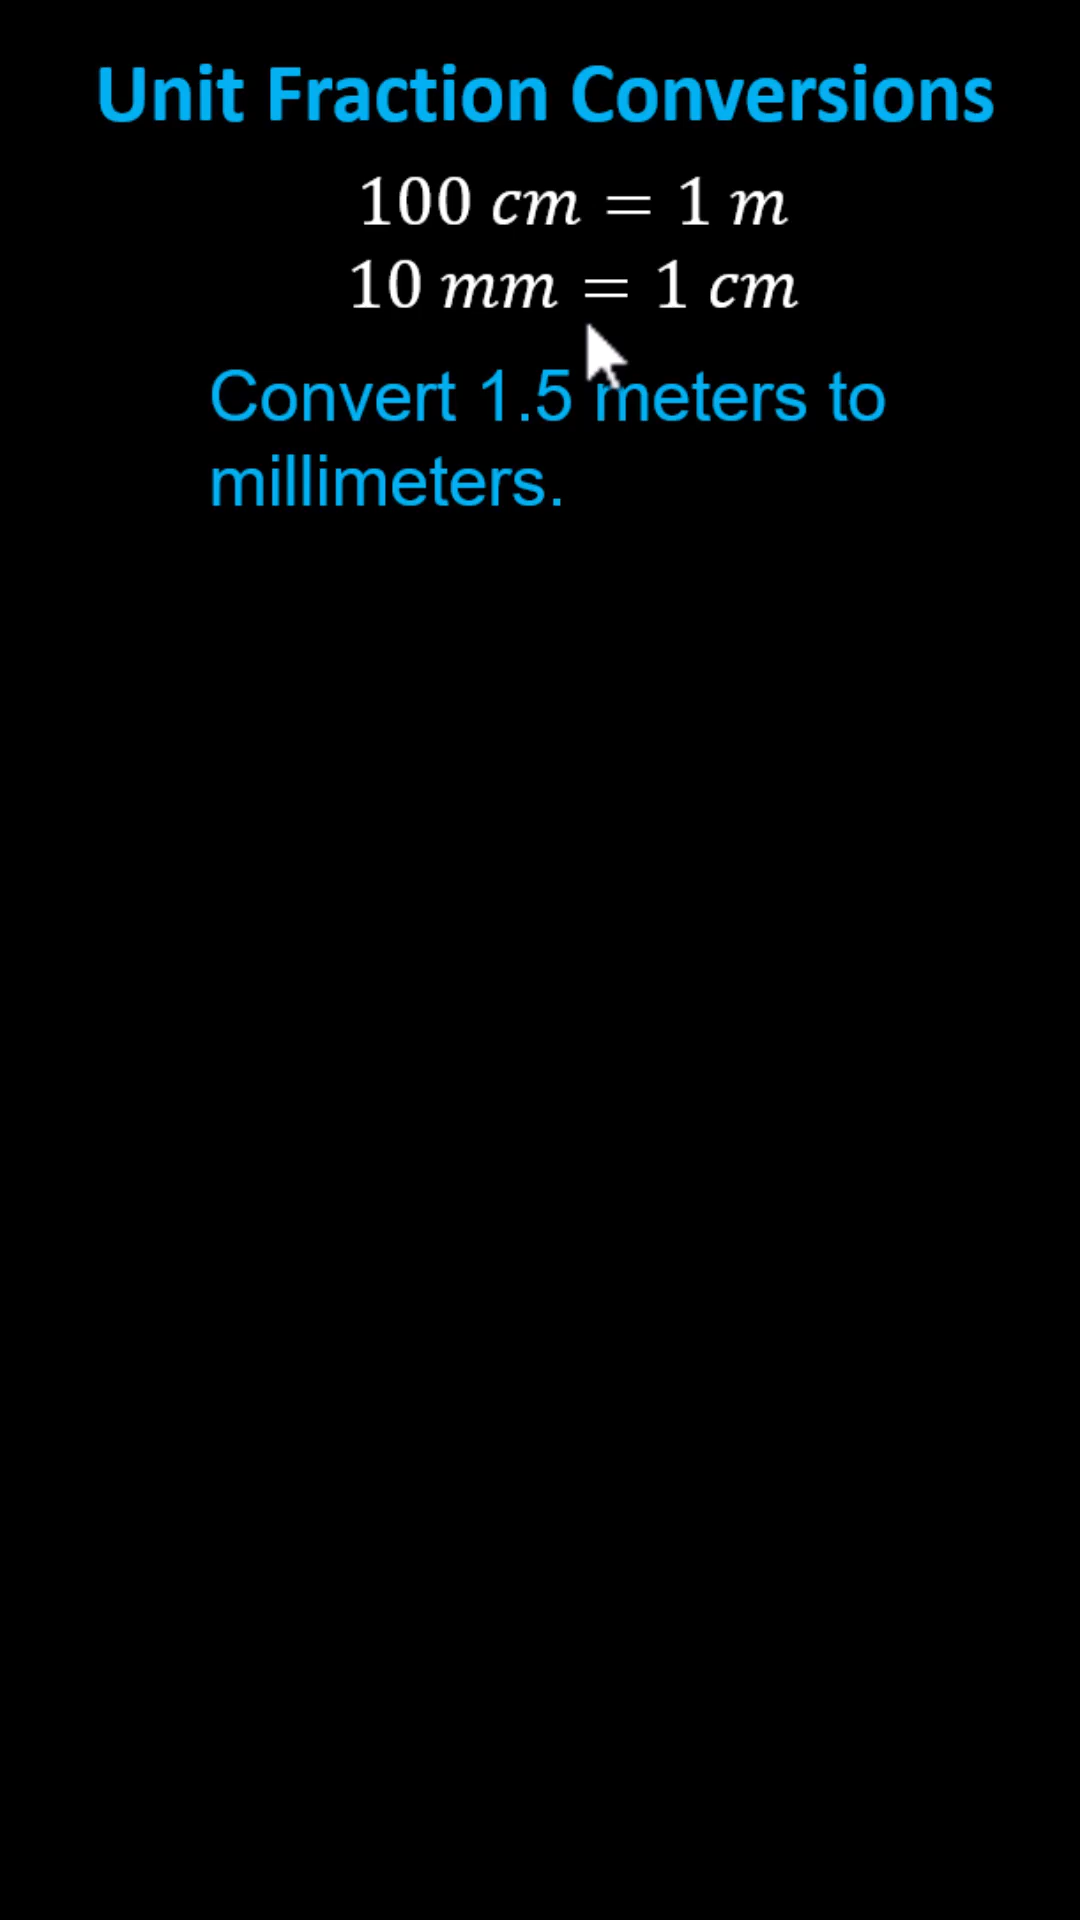 Unit Fraction Conversions
100 cm = 1 m
10 mm = 1 cm
Convert 1.5 meters to
millimeters.